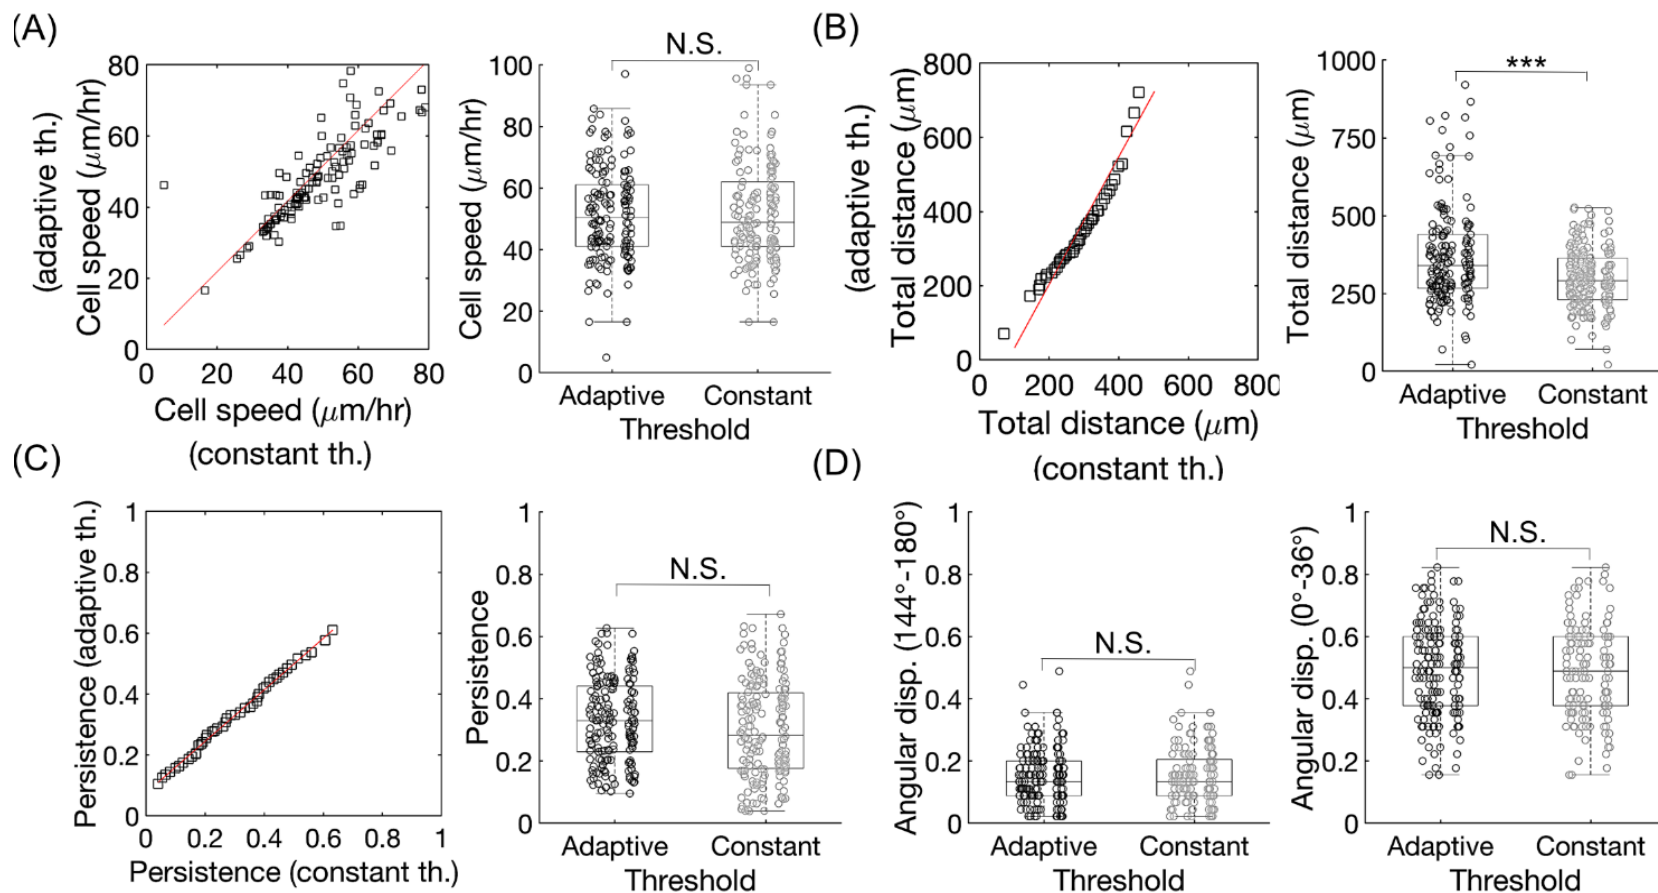 (A)
Cell speed (μm/hr)
(adaptive th.)
80
60
40
20
0
0 20 40 60 80
Cell speed (μm/hr)
(constant th.)
N.S.
Cell speed (μm/hr)
100
80
60
40
20
0
Adaptive Constant
Threshold
(B)
Total distance (μm)
(adaptive th.)
800
600
400
200
0
0 200 400 600 800
Total distance (μm)
(constant th.)
***
Total distance (μm)
1000
750
500
250
0
Adaptive Constant
Threshold
(C)
Persistence (adaptive th.)
1
0.8
0.6
0.4
0.2
0
0 0.2 0.4 0.6 0.8 1
Persistence (constant th.)
N.S.
Persistence
1
0.8
0.6
0.4
0.2
0
Adaptive Constant
Threshold
(D)
Angular disp. (144°-180°)
1
0.8
0.6
0.4
0.2
0
N.S.
Adaptive Constant
Threshold
Angular disp. (0°-36°)
1
0.8
0.6
0.4
0.2
0
N.S.
Adaptive Constant
Threshold